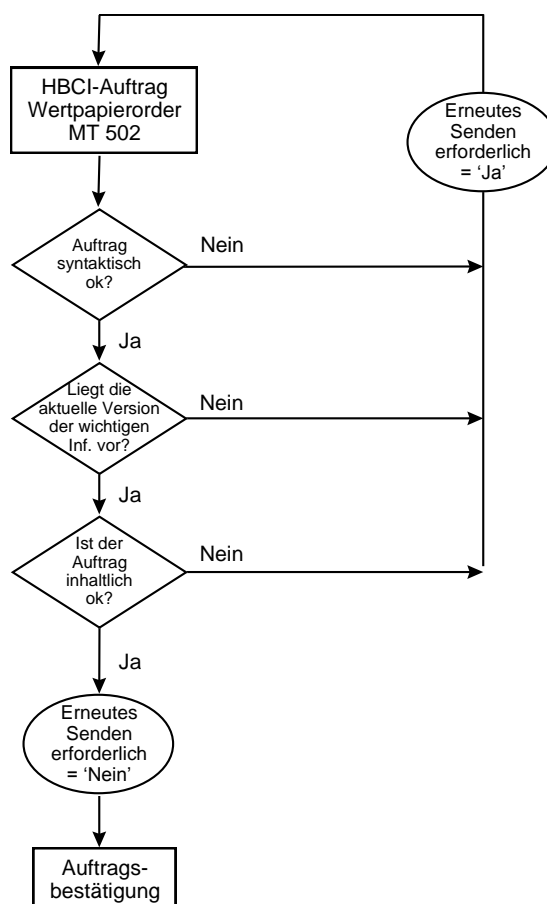 HBCI-Auftrag
Wertpapierorder
MT 502
Erneutes
Senden
erforderlich
= ‘Ja’
Auftrag
syntaktisch
ok?
Nein
Ja
Liegt die
aktuelle Version
der wichtigen
Inf. vor?
Nein
Ja
Ist der
Auftrag
inhaltlich
ok?
Nein
Ja
Erneutes
Senden
erforderlich
= ‘Nein’
Auftrags-
bestätigung